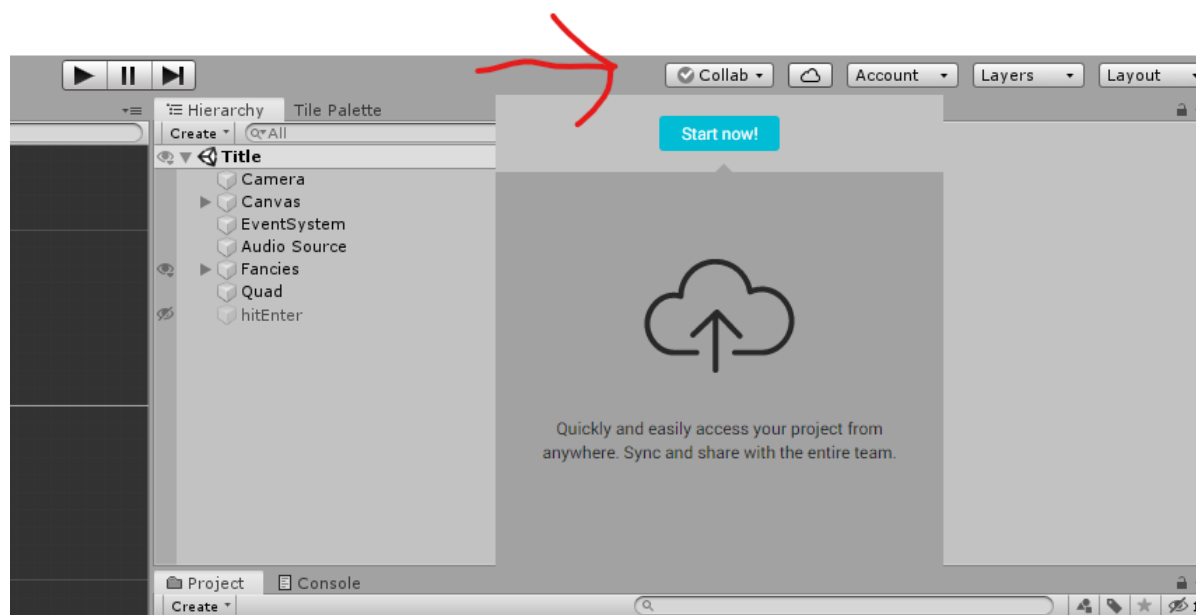 Collab
Account
Layers
Layout
Hierarchy
Tile Palette
Create
All
Title
Camera
Canvas
EventSystem
Audio Source
Fancies
Quad
hitEnter
Start now!
Quickly and easily access your project from
anywhere. Sync and share with the entire team.
Project
Console
Create